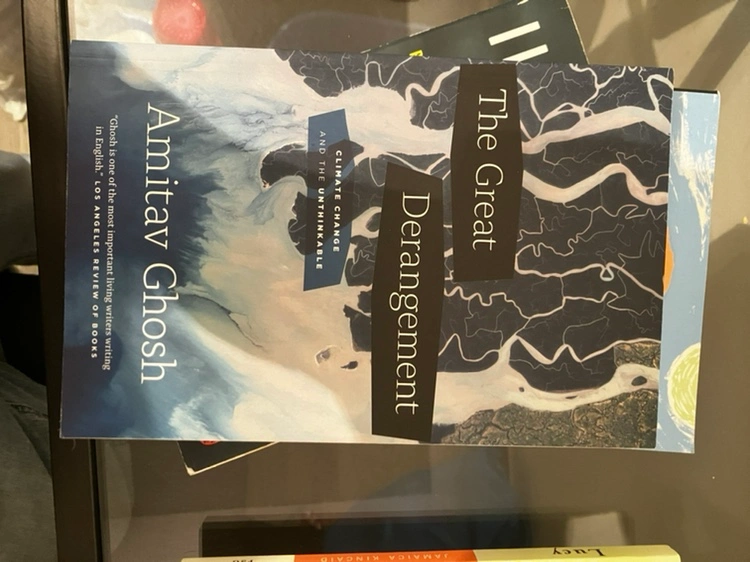 The Great
Derangement
CLIMATE CHANGE
AND THE UNTHINKABLE
Amitav Ghosh
"Ghosh is one of the most important living writers writing
in English." LOS ANGELES REVIEW OF BOOKS
Lucy
JAMAICA KINCAID